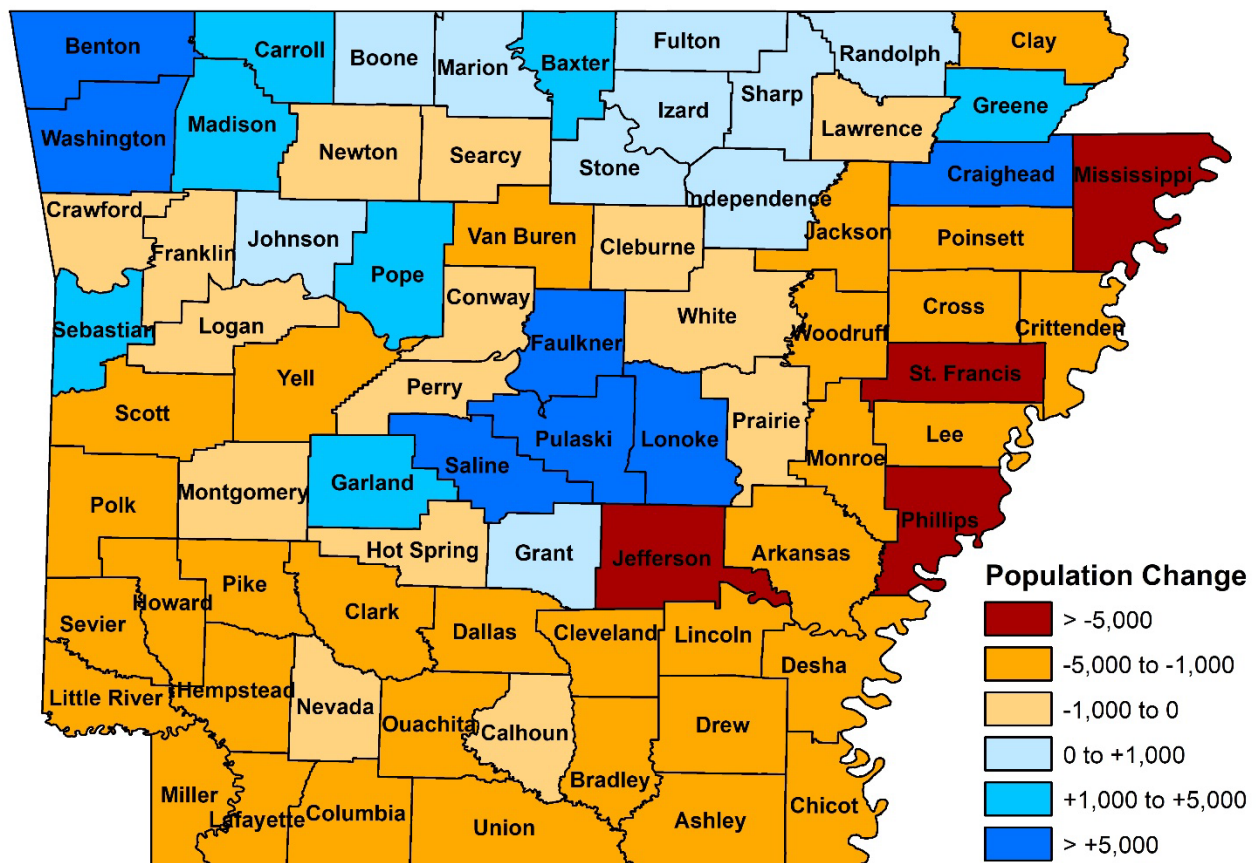 Benton
Carroll
Boone
Marion
Baxter
Fulton
Randolph
Clay
Washington
Madison
Newton
Searcy
Stone
Izard
Sharp
Lawrence
Greene
Independence
Craighead
Mississippi
Crawford
Franklin
Johnson
Pope
Van Buren
Cleburne
Jackson
Poinsett
Sebastian
Logan
Conway
Faulkner
White
Woodruff
Cross
Crittenden
Scott
Yell
Perry
Pulaski
Lonoke
Prairie
St. Francis
Lee
Monroe
Polk
Montgomery
Garland
Saline
Hot Spring
Grant
Jefferson
Arkansas
Phillips
Sevier
Howard
Pike
Clark
Dallas
Cleveland
Lincoln
Desha
Little River
Hempstead
Nevada
Ouachita
Calhoun
Bradley
Drew
Miller
Lafayette
Columbia
Union
Ashley
Chicot
Population Change
> -5,000
-5,000 to -1,000
-1,000 to 0
0 to +1,000
+1,000 to +5,000
> +5,000